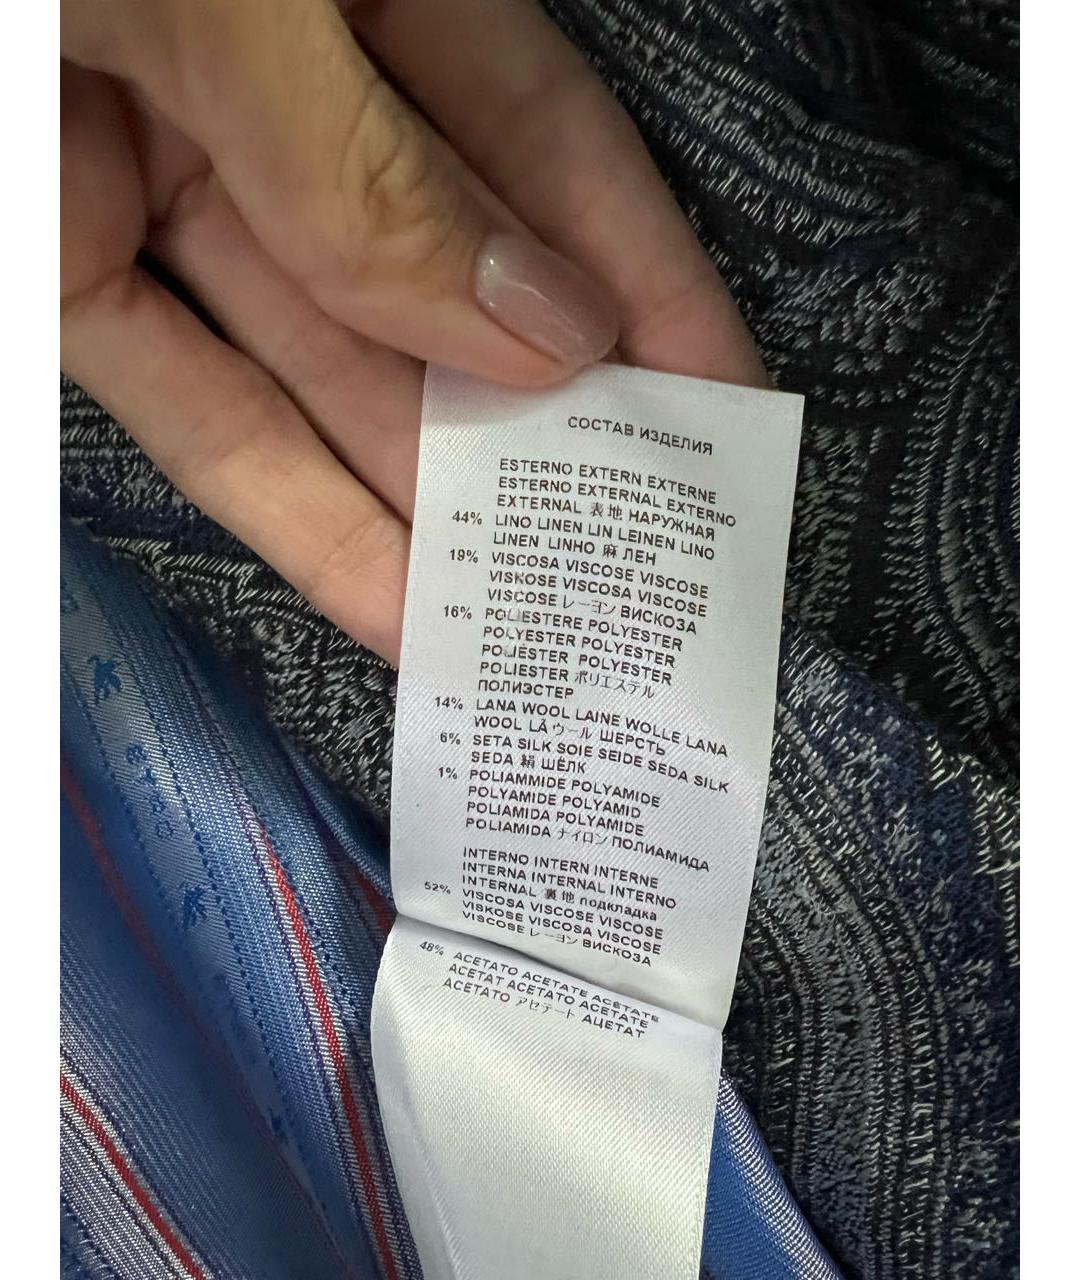 СОСТАВ ИЗДЕЛИЯ
ESTERNO EXTERN EXTERNE
ESTERNO EXTERNAL EXTERNO
EXTERNAL 表地 НАРУЖНАЯ
44% LINO LINEN LIN LEINEN LINO
LINEN LINHO 麻 ЛЕН
19% VISCOSA VISCOSE VISCOSE
VISKOSE VISCOSA VISCOSE
VISCOSE レーヨン ВИСКОЗА
16% POLIESTERE POLYESTER
POLYESTER POLYESTER
POLIÉSTER POLYESTER
POLIESTER ポリエステル
ПОЛИЭСТЕР
14% LANA WOOL LAINE WOLLE LANA
WOOL LÃ ウール ШЕРСТЬ
6% SETA SILK SOIE SEIDE SEDA SILK
SEDA 絹 ШЁЛК
1% POLIAMMIDE POLYAMIDE
POLYAMIDE POLYAMID
POLIAMIDA POLYAMIDE
POLIAMIDA ナイロン ПОЛИАМИДА
INTERNO INTERN INTERNE
INTERNA INTERNAL INTERNO
INTERNAL 裏地 подкладка
52% VISCOSA VISCOSE VISCOSE
VISKOSE VISCOSA VISCOSE
VISCOSE レーヨン ВИСКОЗА
48% ACETATO ACETATE ACÉTATE
ACETAT ACETATO ACETATE
ACETATO アセテート АЦЕТАТ
ETRO